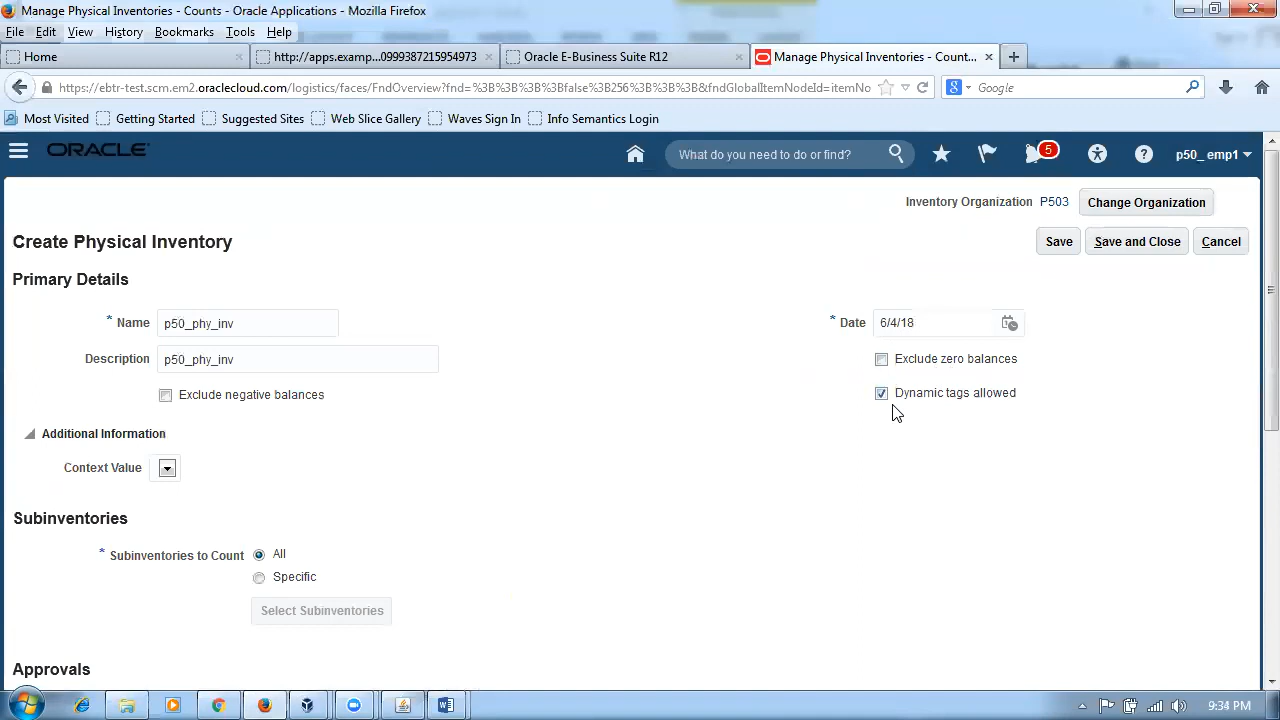 Manage Physical Inventories - Counts - Oracle Applications - Mozilla Firefox
File Edit View History Bookmarks Tools Help
Home
http://apps.examp...0999387215954973
Oracle E-Business Suite R12
Manage Physical Inventories - Count...
https://ebtr-test.scm.em2.oraclecloud.com/logistics/faces/FndOverview?fnd=%3B%3B%3Bfalse%3B256%3B%3B%3B&fndGlobalItemNodeId=itemNo
Google
Most Visited Getting Started Suggested Sites Web Slice Gallery Waves Sign In Info Semantics Login
ORACLE
What do you need to do or find?
5
p50_ emp1
Inventory Organization P503 Change Organization
Create Physical Inventory
Save Save and Close Cancel
Primary Details
* Name p50_phy_inv
* Date 6/4/18
Description p50_phy_inv
Exclude zero balances
Exclude negative balances
Dynamic tags allowed
Additional Information
Context Value
Subinventories
* Subinventories to Count All
Specific
Select Subinventories
Approvals
9:34 PM